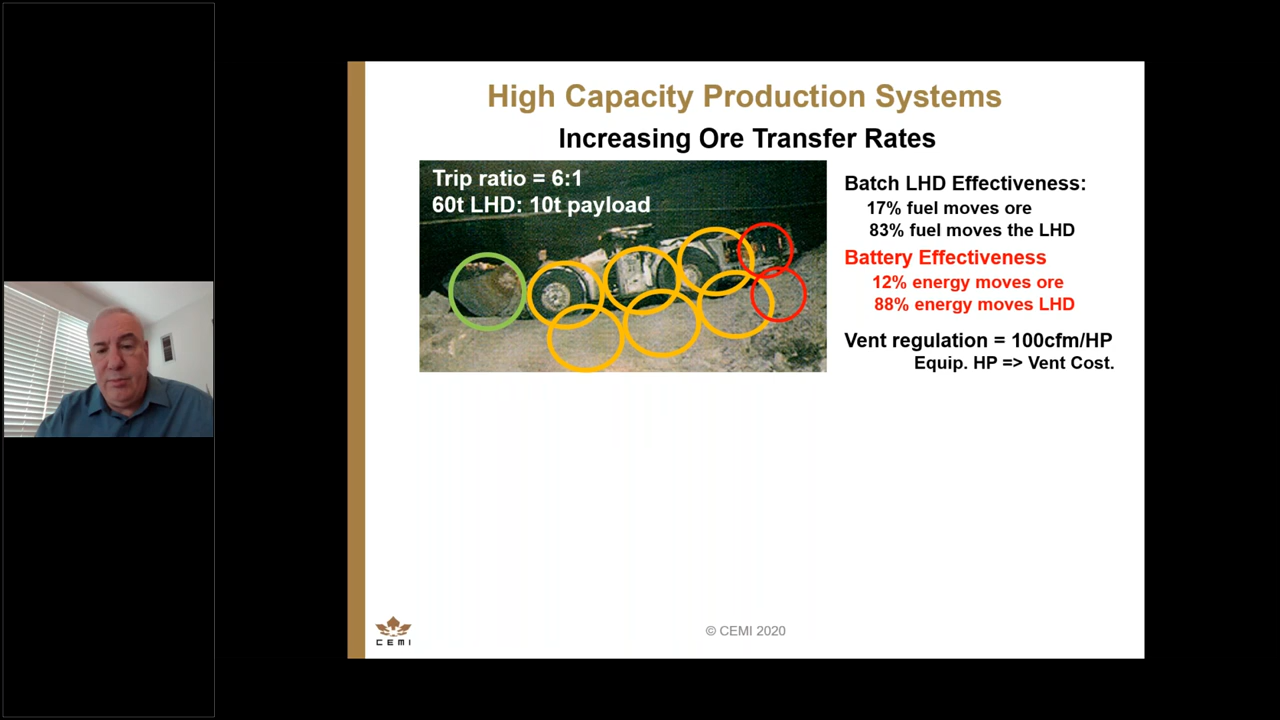 High Capacity Production Systems
Increasing Ore Transfer Rates
Trip ratio = 6:1
60t LHD: 10t payload
Batch LHD Effectiveness:
17% fuel moves ore
83% fuel moves the LHD
Battery Effectiveness
12% energy moves ore
88% energy moves LHD
Vent regulation = 100cfm/HP
Equip. HP => Vent Cost.
CEMI
© CEMI 2020